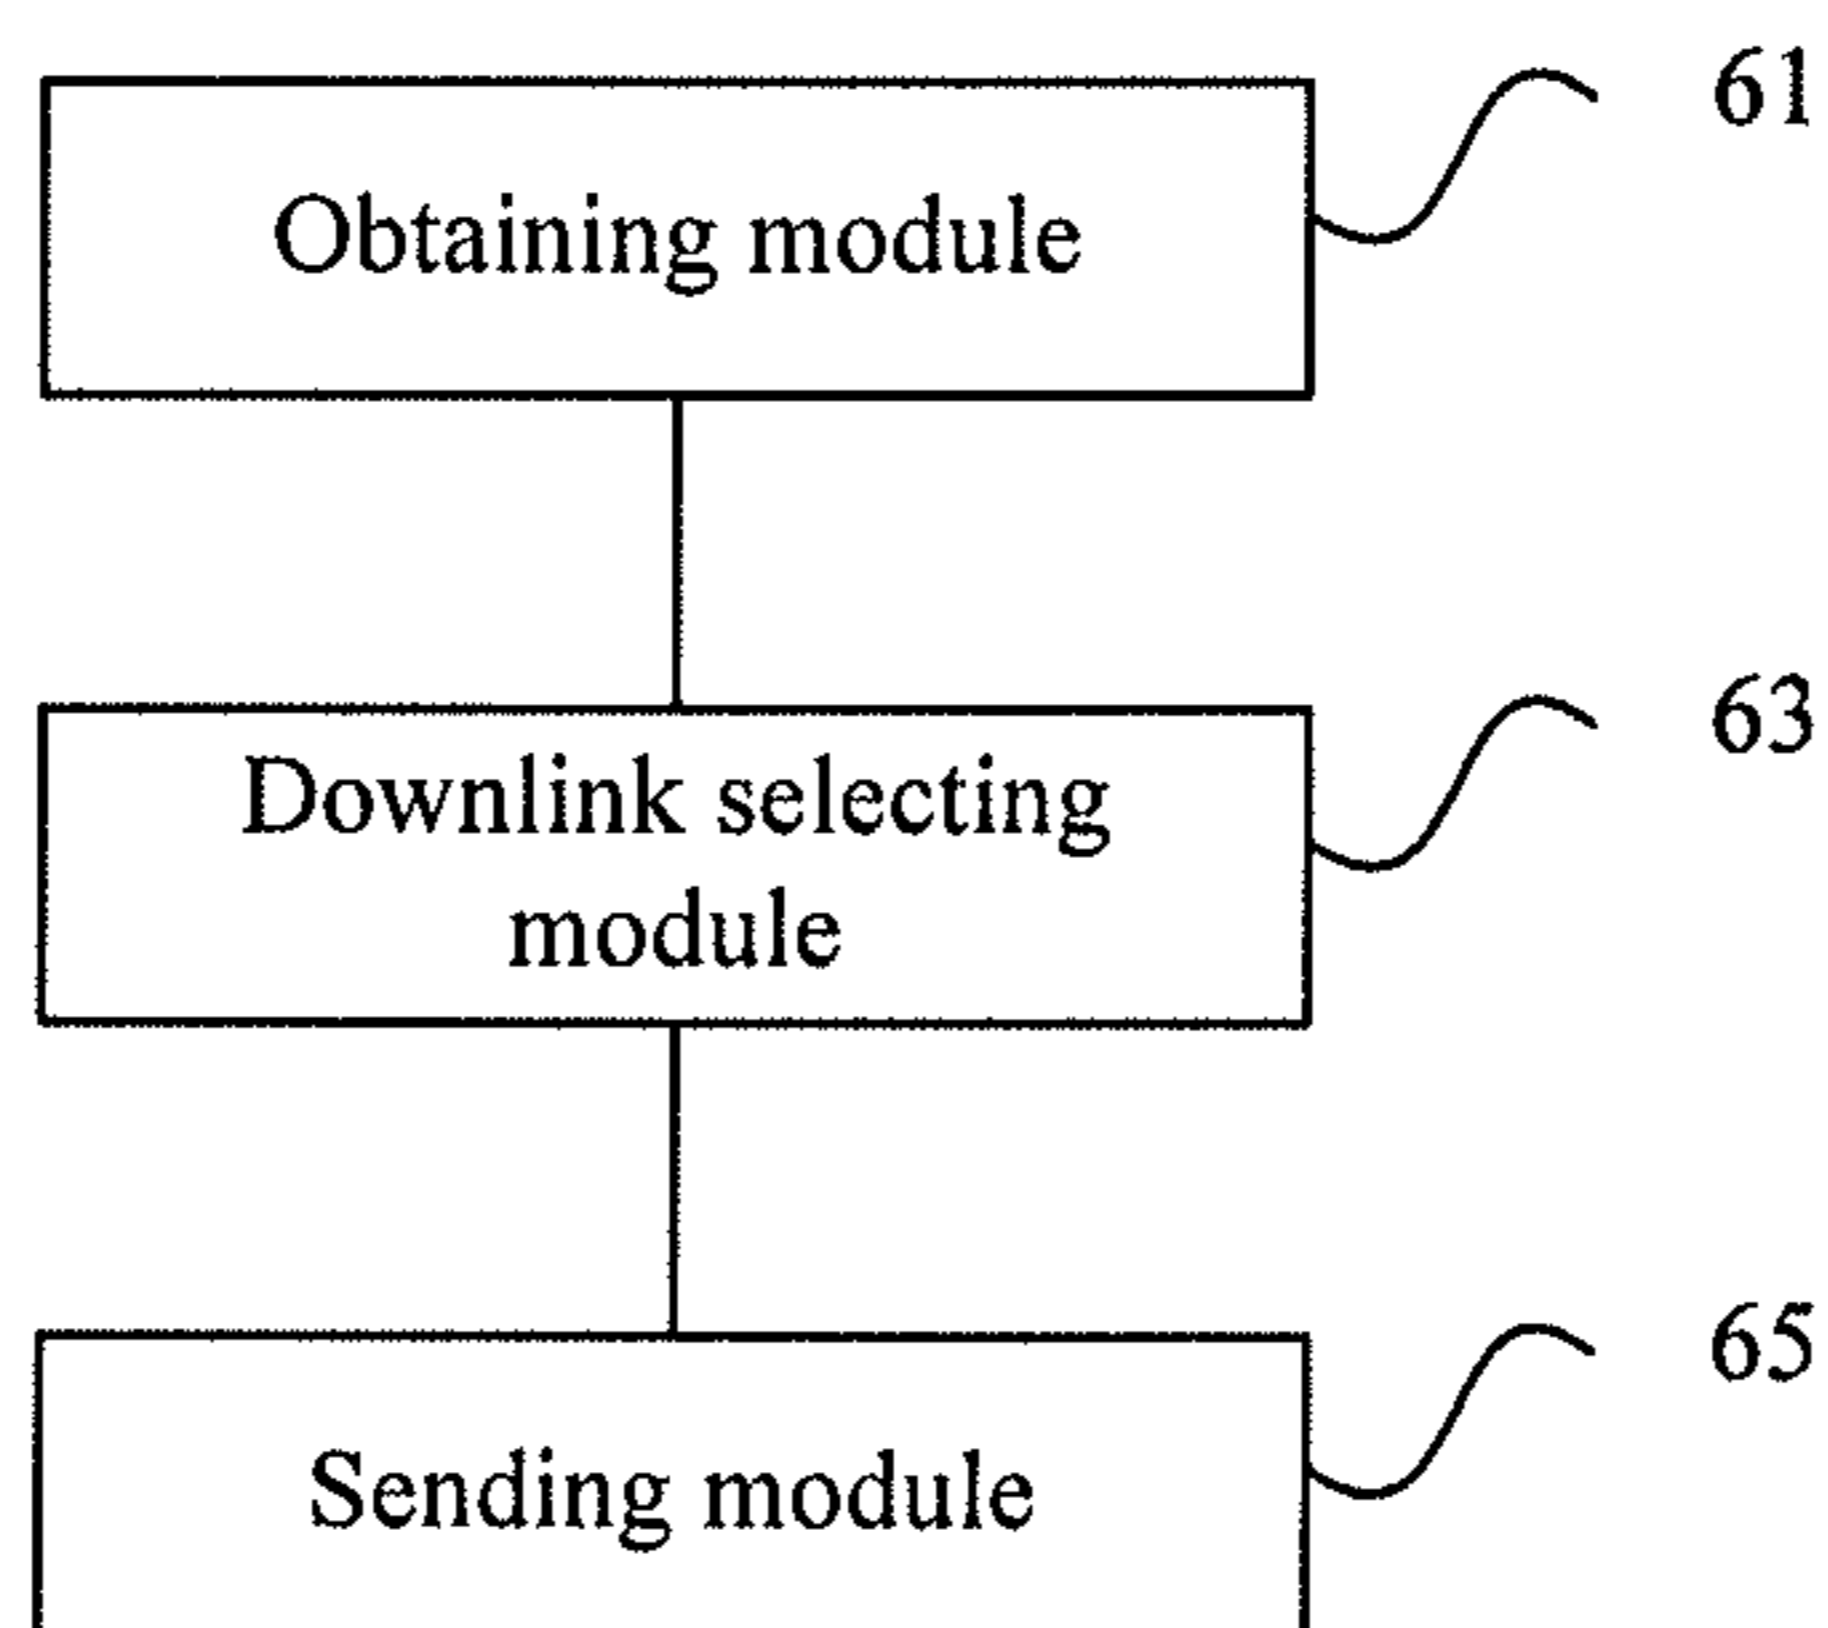 61
Obtaining module
63
Downlink selecting
module
65
Sending module